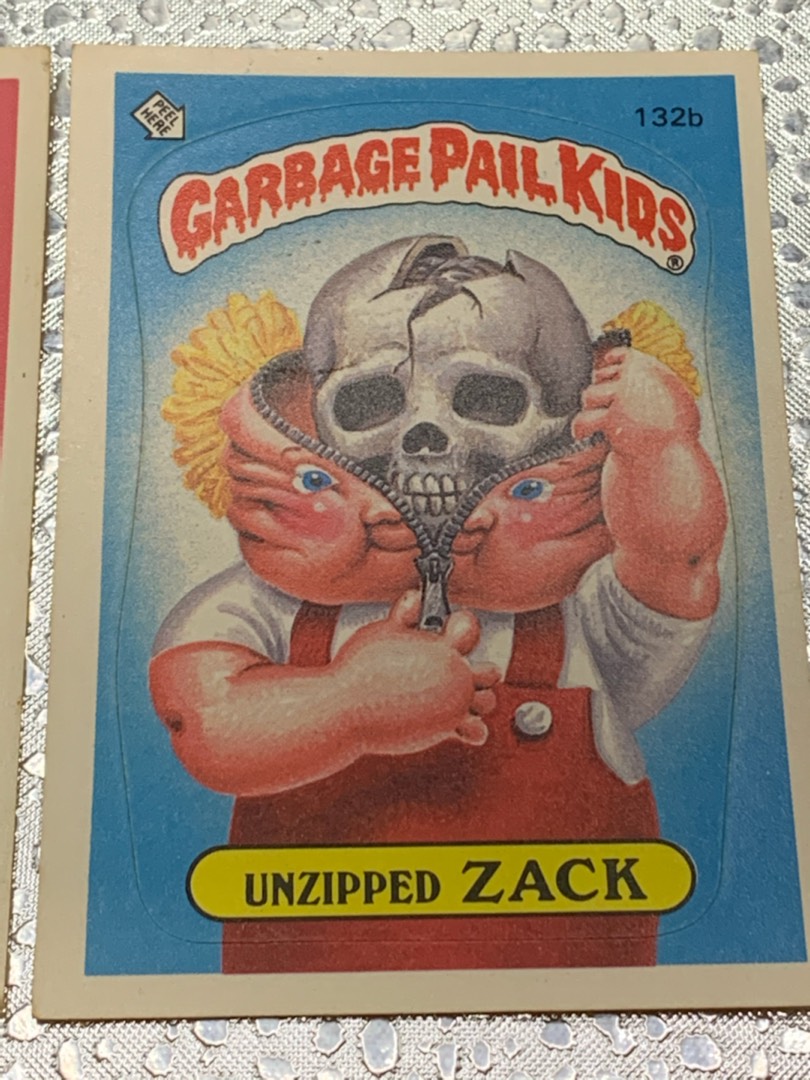 PEEL
HERE
132b
GARBAGE PAIL KIDS
®
UNZIPPED ZACK